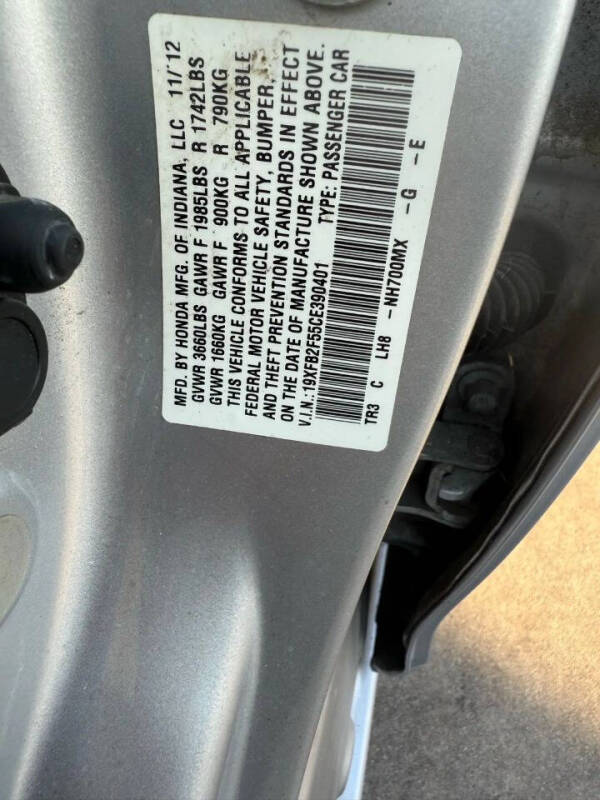 MFD. BY HONDA MFG. OF INDIANA, LLC 11/'12
GVWR 3660LBS GAWR F 1985LBS R 1742LBS
GVWR 1660KG GAWR F 900KG R 790KG
THIS VEHICLE CONFORMS TO ALL APPLICABLE
FEDERAL MOTOR VEHICLE SAFETY, BUMPER,
AND THEFT PREVENTION STANDARDS IN EFFECT
ON THE DATE OF MANUFACTURE SHOWN ABOVE.
V.I.N.: 19XFB2F55CE390401 TYPE: PASSENGER CAR
TR3 C LH8 -NH700MX -G -E